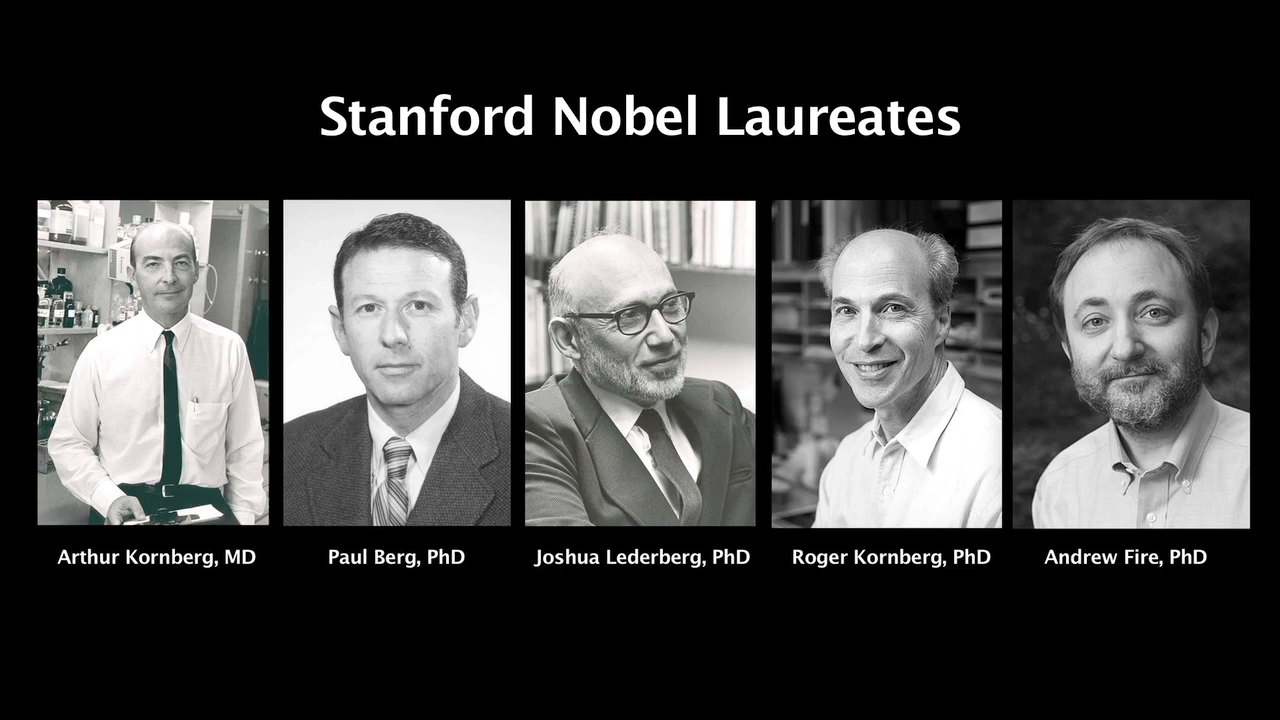 Stanford Nobel Laureates
Arthur Kornberg, MD
Paul Berg, PhD
Joshua Lederberg, PhD
Roger Kornberg, PhD
Andrew Fire, PhD